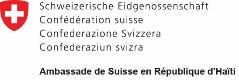 Schweizerische Eidgenossenschaft
Confédération suisse
Confederazione Svizzera
Confederaziun svizra
Ambassade de Suisse en République d'Haïti